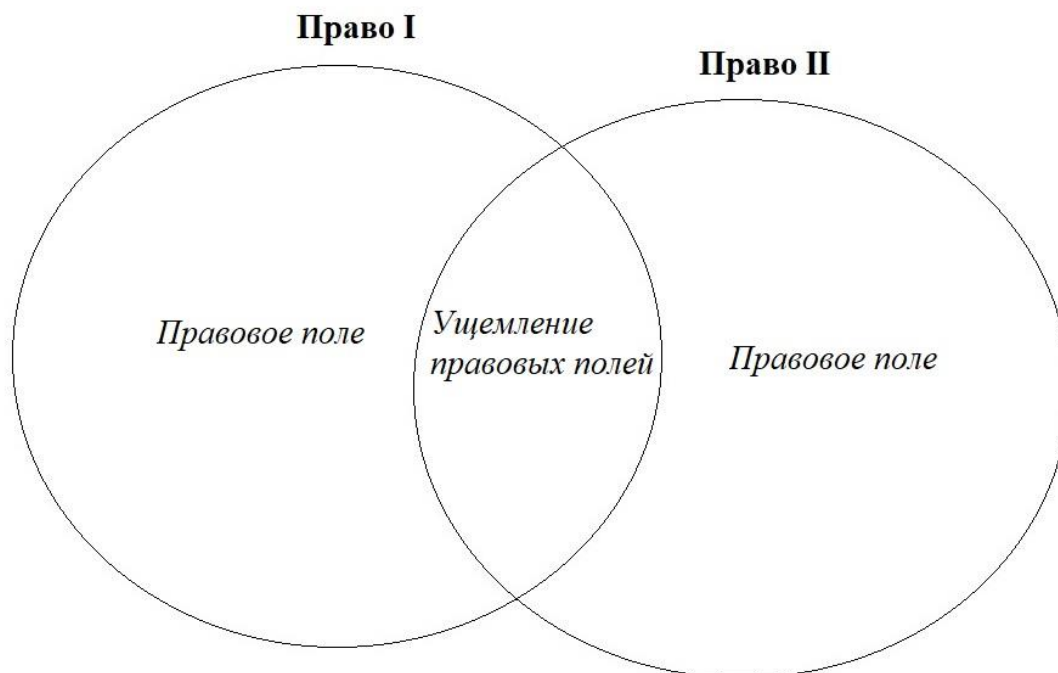 Право I
Право II
Правовое поле
Ущемление
правовых полей
Правовое поле